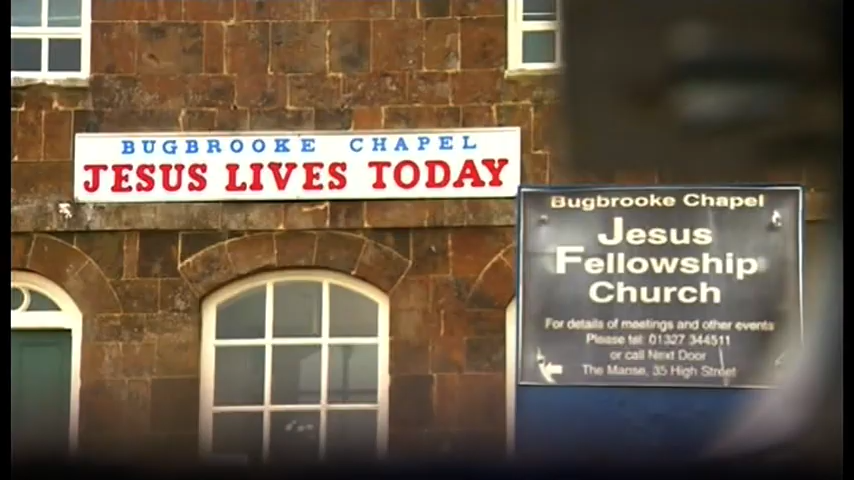 BUGBROOKE CHAPEL
JESUS LIVES TODAY
Bugbrooke Chapel
Jesus
Fellowship
Church
For details of meetings and other events
Please tel: 01327 344511
or call Next Door
The Manse, 35 High Street